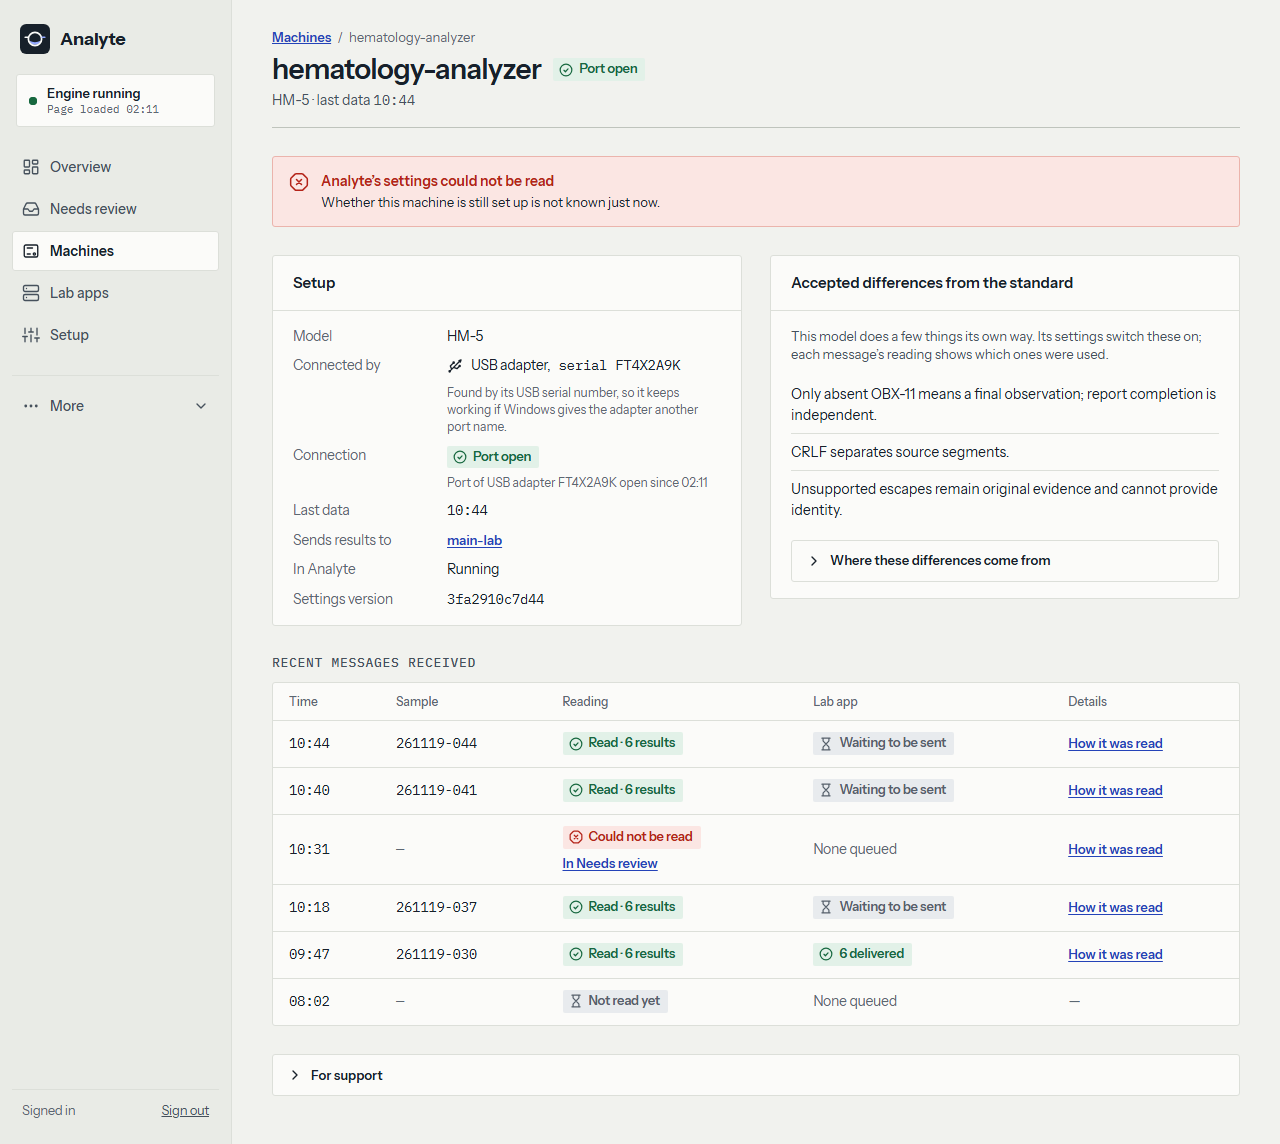 Analyte
Engine running
Page loaded 02:11
Overview
Needs review
Machines
Lab apps
Setup
More
Signed in
Sign out
Machines / hematology-analyzer
hematology-analyzer
Port open
HM-5 · last data 10:44
Analyte's settings could not be read
Whether this machine is still set up is not known just now.
Setup
Model
HM-5
Connected by
USB adapter, serial FT4X2A9K
Found by its USB serial number, so it keeps
working if Windows gives the adapter another
port name.
Connection
Port open
Port of USB adapter FT4X2A9K open since 02:11
Last data
10:44
Sends results to
main-lab
In Analyte
Running
Settings version
3fa2910c7d44
Accepted differences from the standard
This model does a few things its own way. Its settings switch these on;
each message's reading shows which ones were used.
Only absent OBX-11 means a final observation; report completion is
independent.
CRLF separates source segments.
Unsupported escapes remain original evidence and cannot provide
identity.
Where these differences come from
RECENT MESSAGES RECEIVED
Time Sample Reading Lab app Details
10:44 261119-044 Read · 6 results Waiting to be sent How it was read
10:40 261119-041 Read · 6 results Waiting to be sent How it was read
10:31 — Could not be read None queued How it was read
In Needs review
10:18 261119-037 Read · 6 results Waiting to be sent How it was read
09:47 261119-030 Read · 6 results 6 delivered How it was read
08:02 — Not read yet None queued —
For support